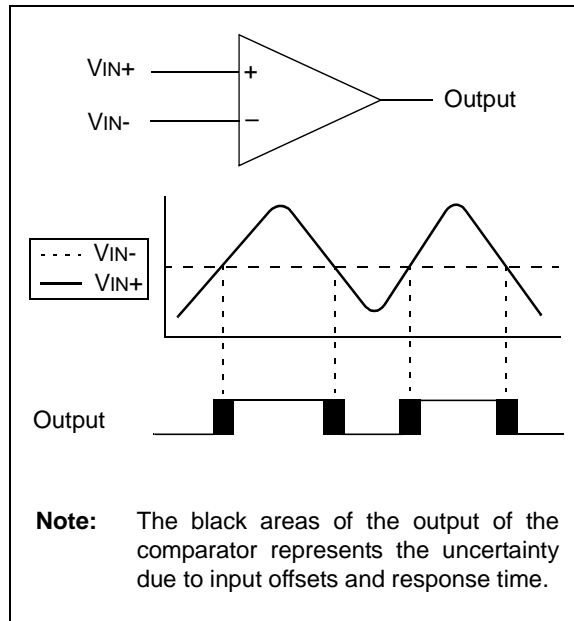 VIN+
+
Output
VIN-
–
VIN-
VIN+
Output
Note: The black areas of the output of the
comparator represents the uncertainty
due to input offsets and response time.